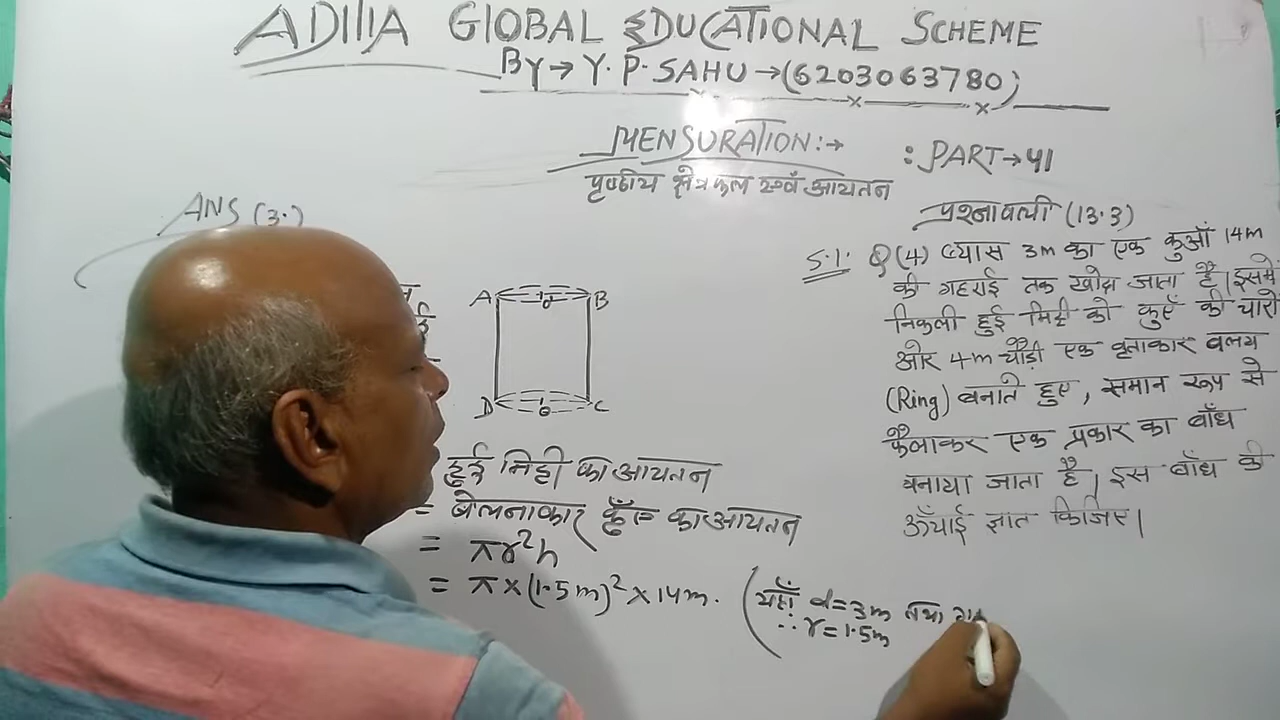 ADITYA GLOBAL EDUCATIONAL SCHEME
BY→ Y. P. SAHU →(6203063780)
MENSURATION:→ : PART→41
पृष्ठीय क्षेत्रफल एवं आयतन
प्रश्नावली (13.3)
ANS (3.)
S.1. Q(4) व्यास 3m का एक कुआँ 14m
की गहराई तक खोदा जाता है। इसमें
निकली हुई मिट्टी को कुएँ की चारों
ओर 4m चौड़ी एक वृताकार वलय
(Ring) बनाते हुए, समान रूप से
फैलाकर एक प्रकार का बाँध
बनाया जाता है। इस बाँध की
ऊँचाई ज्ञात किजिए।
A B
D C
हुई मिट्टी का आयतन
= बेलनाकार कुँए का आयतन
= πr²h
= π×(1.5m)²×14m. (यहाँ d=3m तथा
∴ r=1.5m